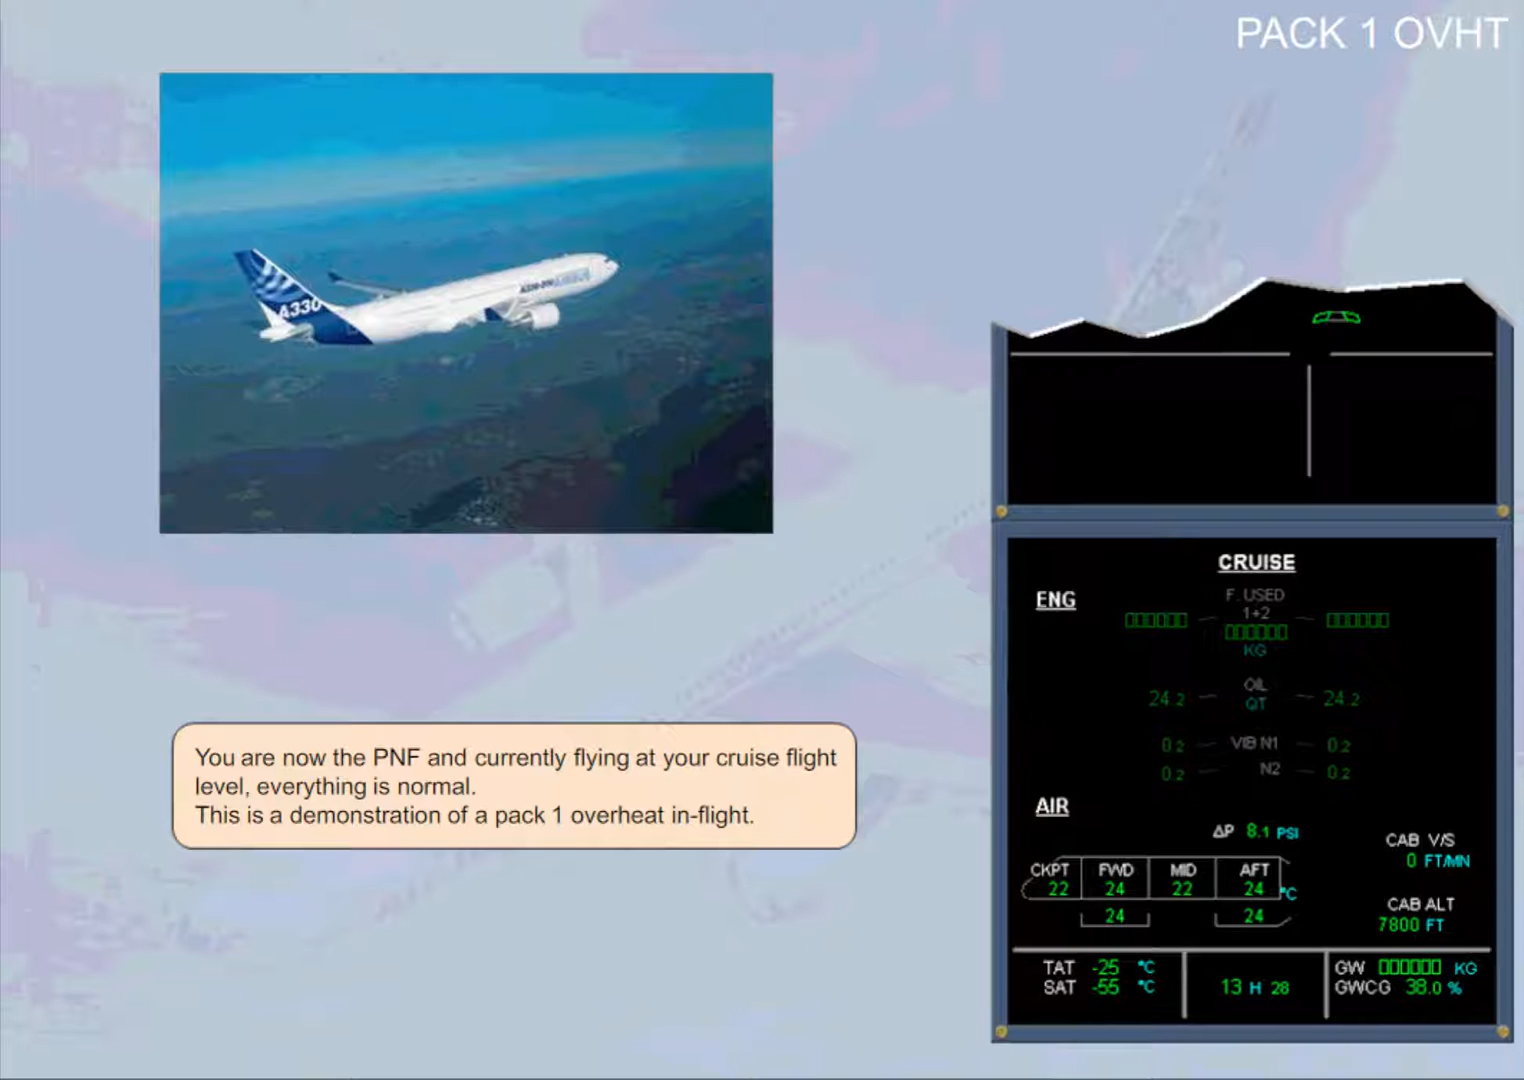 PACK 1 OVHT
A330
You are now the PNF and currently flying at your cruise flight
level, everything is normal.
This is a demonstration of a pack 1 overheat in-flight.
CRUISE
ENG
F. USED
1+2
KG
OIL
24.2 QT 24.2
0.2 VIB N1 0.2
0.2 N2 0.2
AIR
ΔP 8.1 PSI
CAB V/S
0 FT/MN
CKPT FWD MID AFT
22 24 22 24 °C
24 24
CAB ALT
7800 FT
TAT -25 °C
SAT -55 °C
13 H 28
GW KG
GWCG 38.0 %